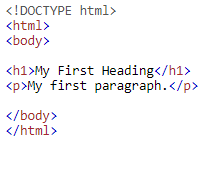 <!DOCTYPE html>
<html>
<body>
<h1>My First Heading</h1>
<p>My first paragraph.</p>
</body>
</html>